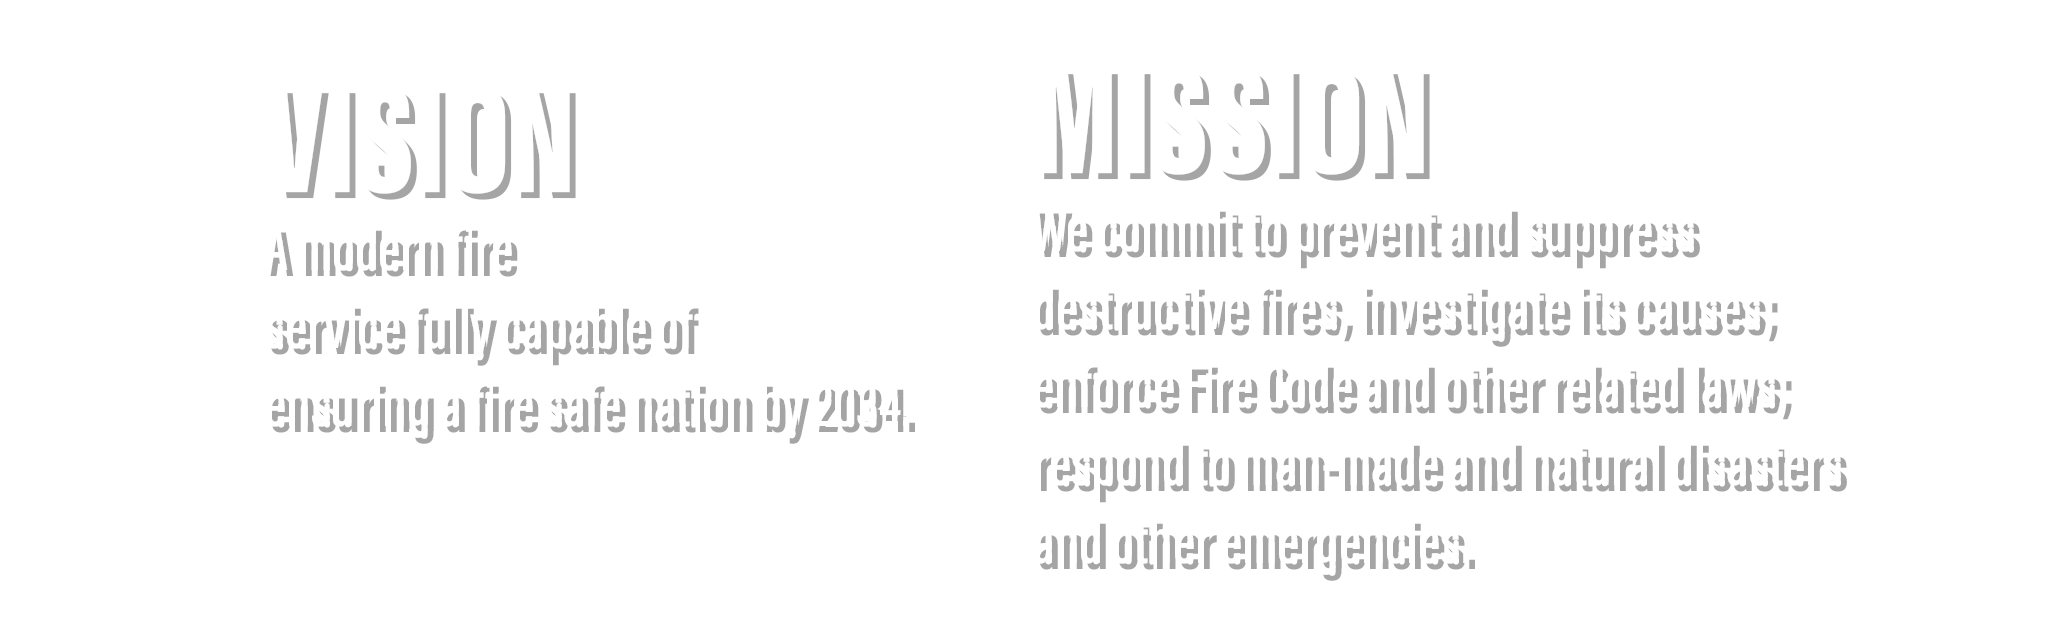 VISION
A modern fire
service fully capable of
ensuring a fire safe nation by 2034.
MISSION
We commit to prevent and suppress
destructive fires, investigate its causes;
enforce Fire Code and other related laws;
respond to man-made and natural disasters
and other emergencies.